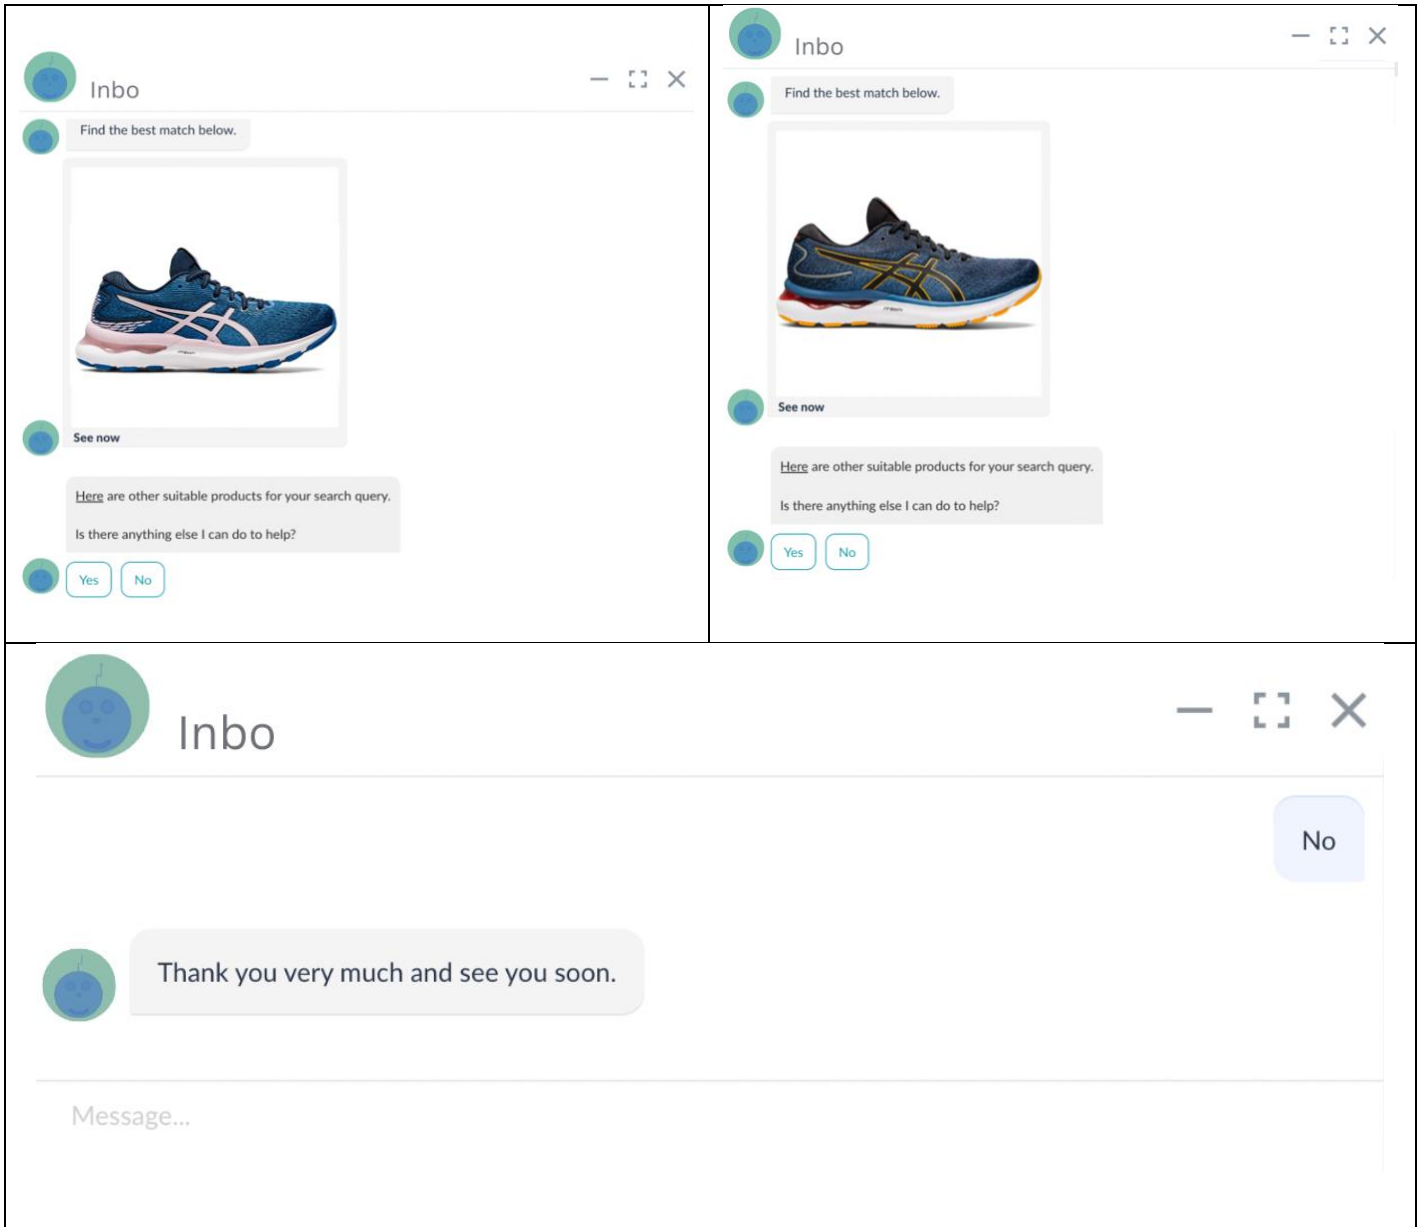 Inbo
Find the best match below.
See now
Here are other suitable products for your search query.
Is there anything else I can do to help?
Yes
No
Inbo
Find the best match below.
See now
Here are other suitable products for your search query.
Is there anything else I can do to help?
Yes
No
Inbo
No
Thank you very much and see you soon.
Message...